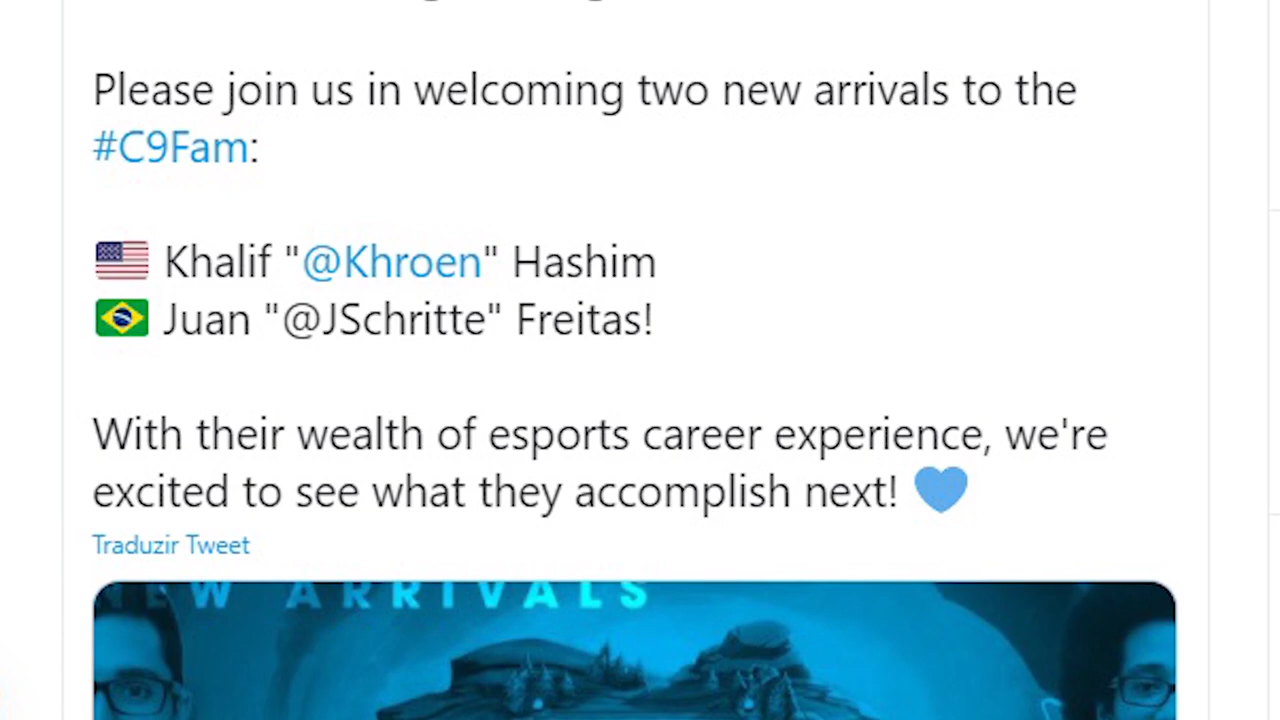 Please join us in welcoming two new arrivals to the
#C9Fam:
Khalif "@Khroen" Hashim
Juan "@JSchritte" Freitas!
With their wealth of esports career experience, we're
excited to see what they accomplish next!
Traduzir Tweet
NEW ARRIVALS